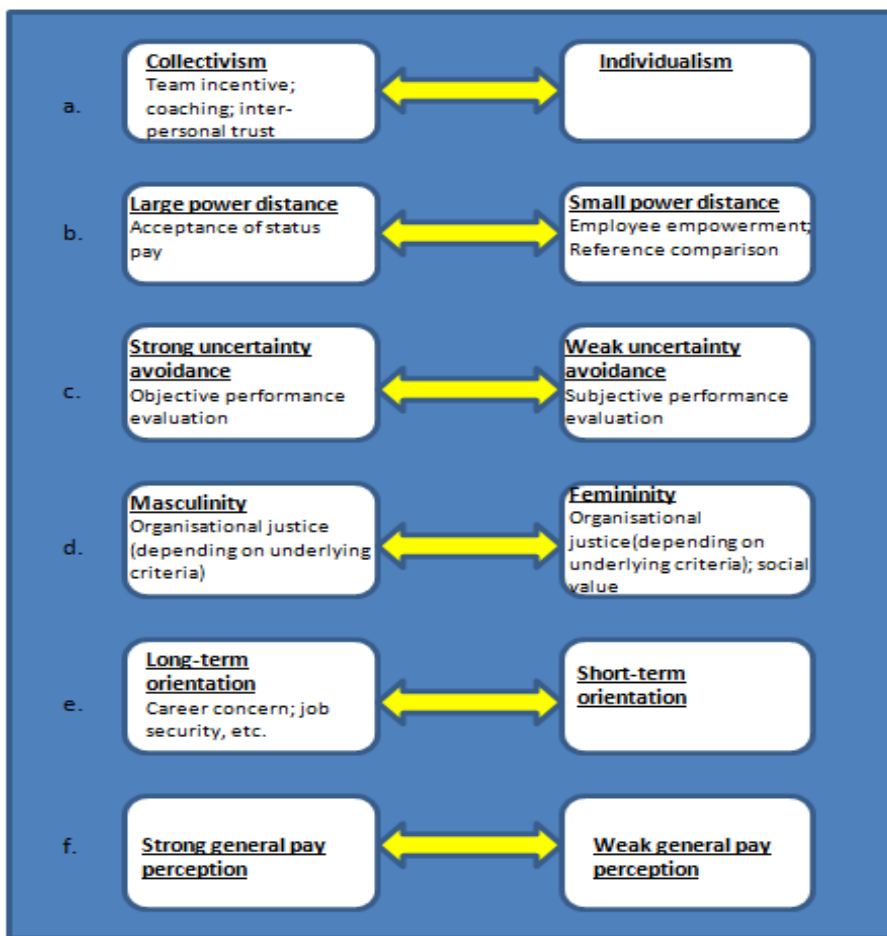 a.
Collectivism
Team incentive;
coaching; inter-
personal trust
Individualism
b.
Large power distance
Acceptance of status
pay
Small power distance
Employee empowerment;
Reference comparison
c.
Strong uncertainty
avoidance
Objective performance
evaluation
Weak uncertainty
avoidance
Subjective performance
evaluation
d.
Masculinity
Organisational justice
(depending on underlying
criteria)
Femininity
Organisational
justice(depending on
underlying criteria); social
value
e.
Long-term
orientation
Career concern; job
security, etc.
Short-term
orientation
f.
Strong general pay
perception
Weak general pay
perception